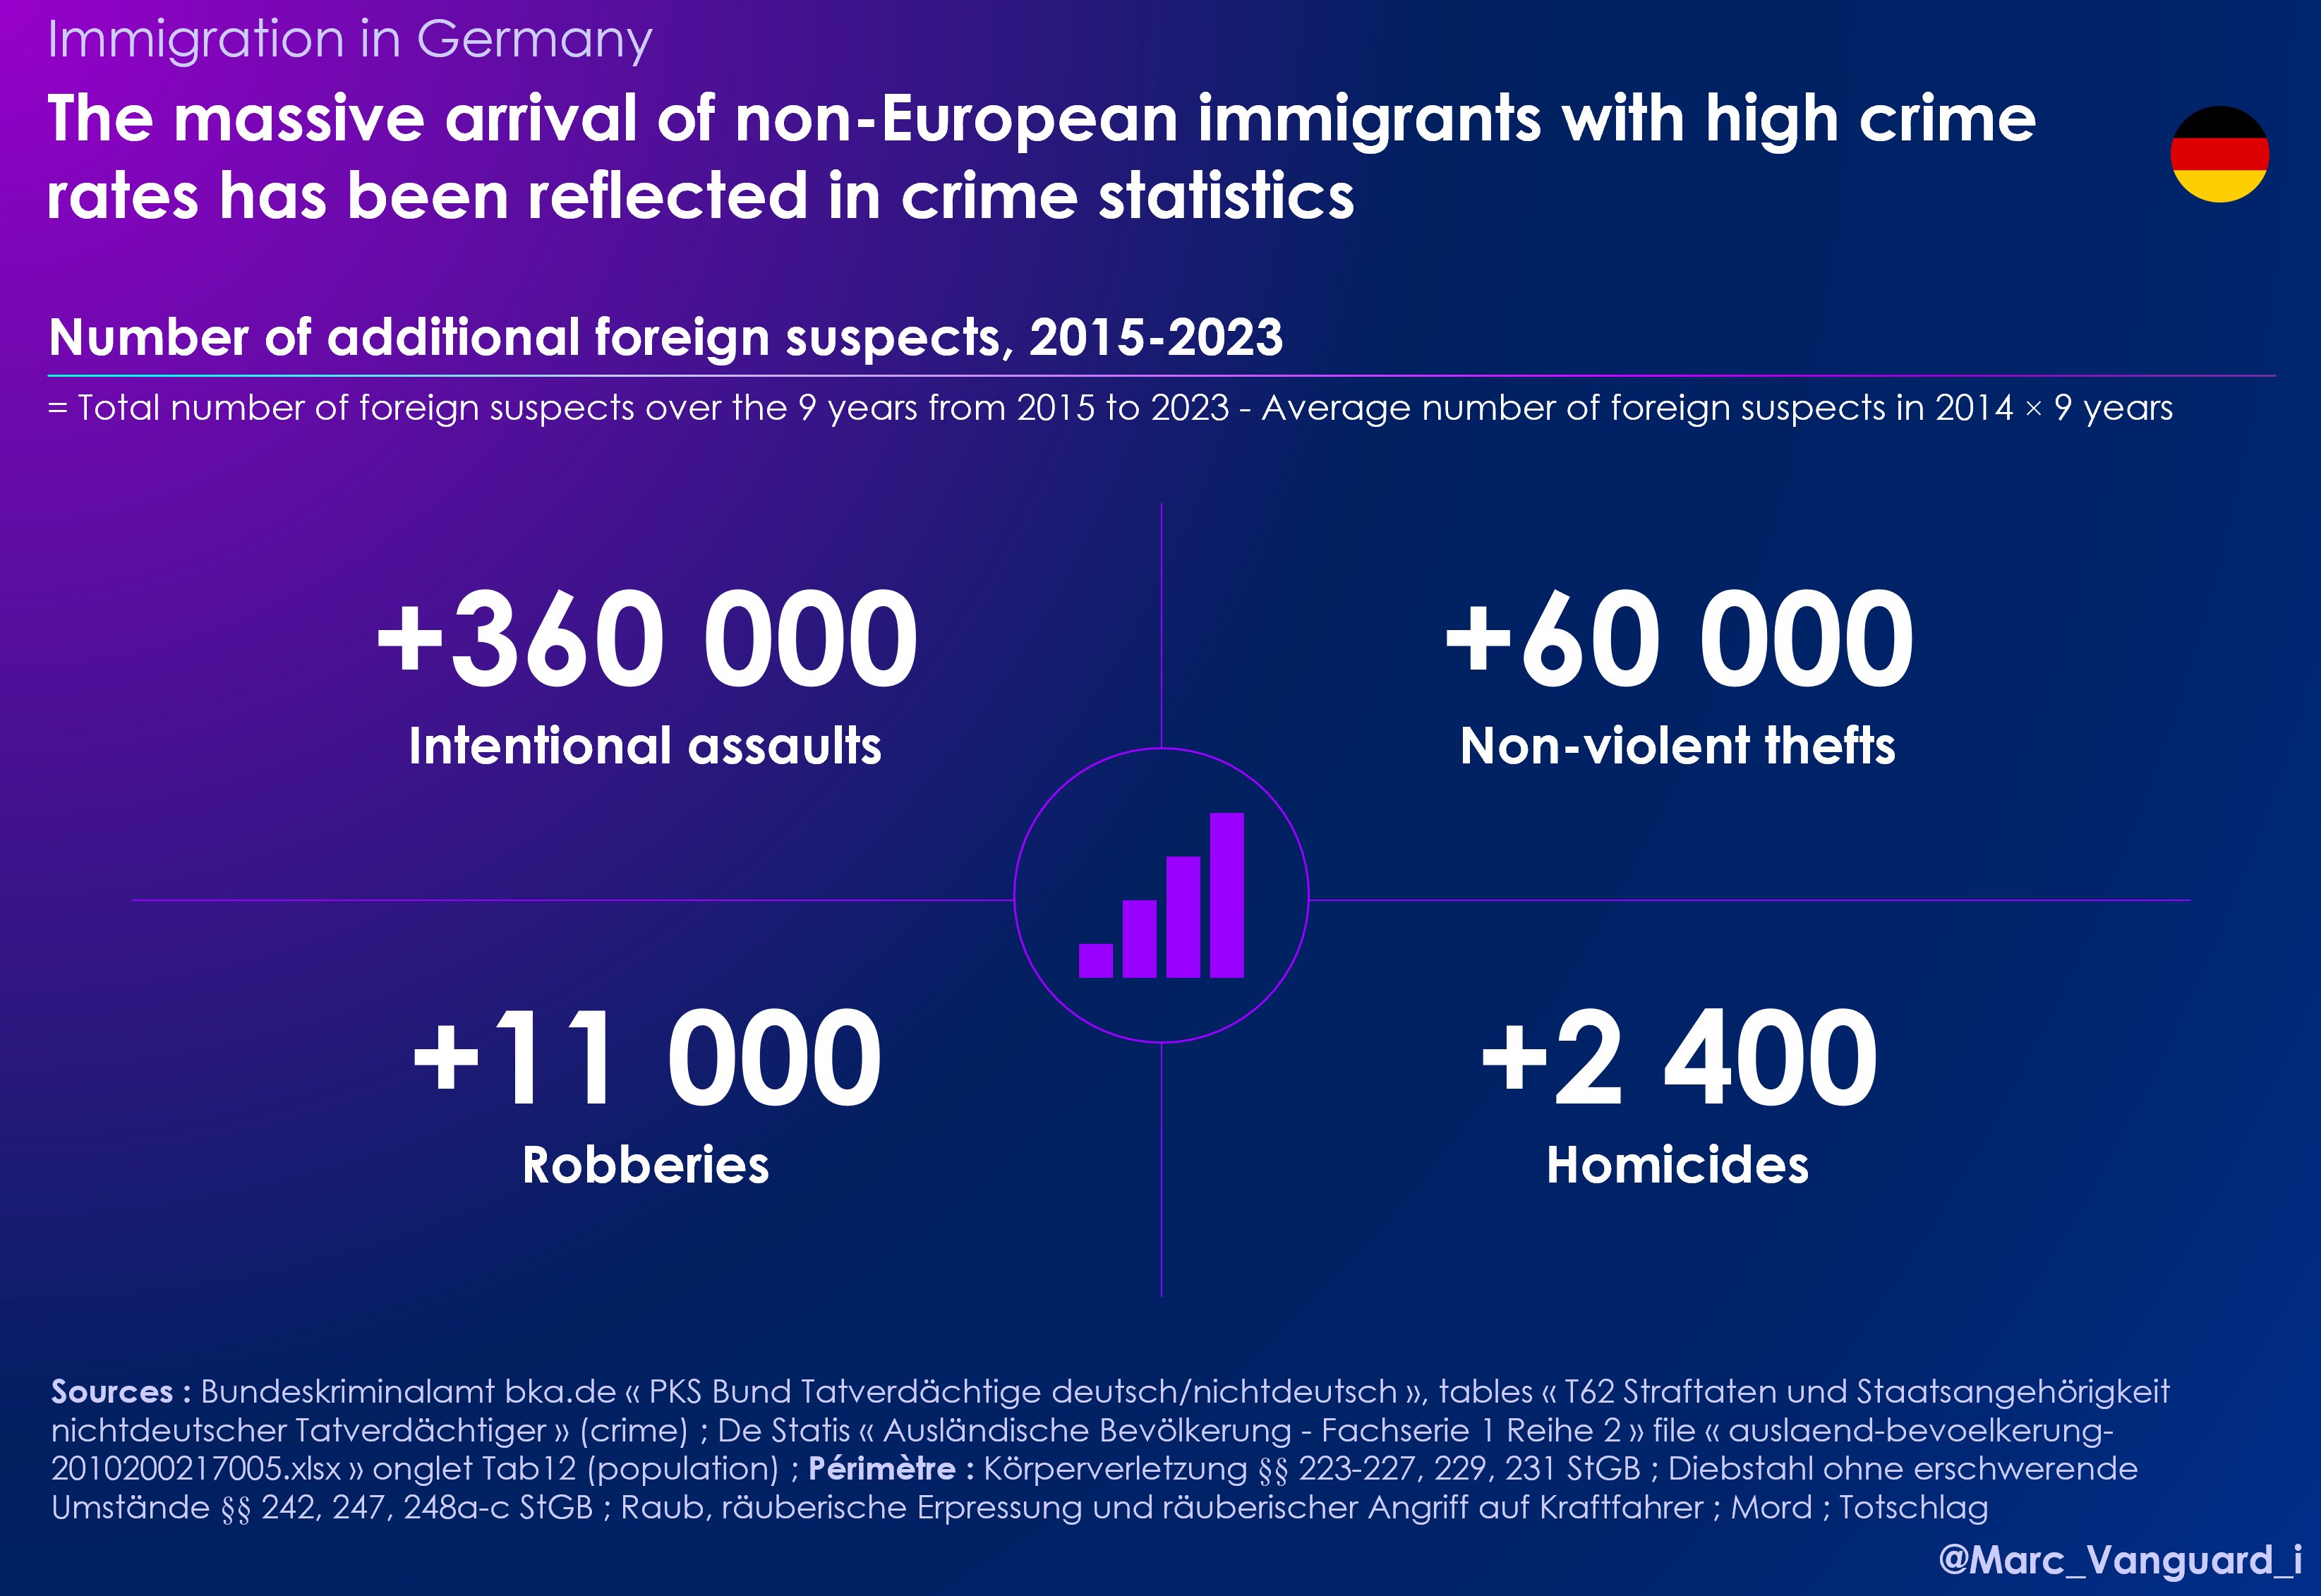 Immigration in Germany
The massive arrival of non-European immigrants with high crime
rates has been reflected in crime statistics
Number of additional foreign suspects, 2015-2023
= Total number of foreign suspects over the 9 years from 2015 to 2023 - Average number of foreign suspects in 2014 × 9 years
+360 000
Intentional assaults
+60 000
Non-violent thefts
+11 000
Robberies
+2 400
Homicides
Sources : Bundeskriminalamt bka.de « PKS Bund Tatverdächtige deutsch/nichtdeutsch », tables « T62 Straftaten und Staatsangehörigkeit
nichtdeutscher Tatverdächtiger » (crime) ; De Statis « Ausländische Bevölkerung - Fachserie 1 Reihe 2 » file « auslaend-bevoelkerung-
2010200217005.xlsx » onglet Tab12 (population) ; Périmètre : Körperverletzung §§ 223-227, 229, 231 StGB ; Diebstahl ohne erschwerende
Umstände §§ 242, 247, 248a-c StGB ; Raub, räuberische Erpressung und räuberischer Angriff auf Kraftfahrer ; Mord ; Totschlag
@Marc_Vanguard_i